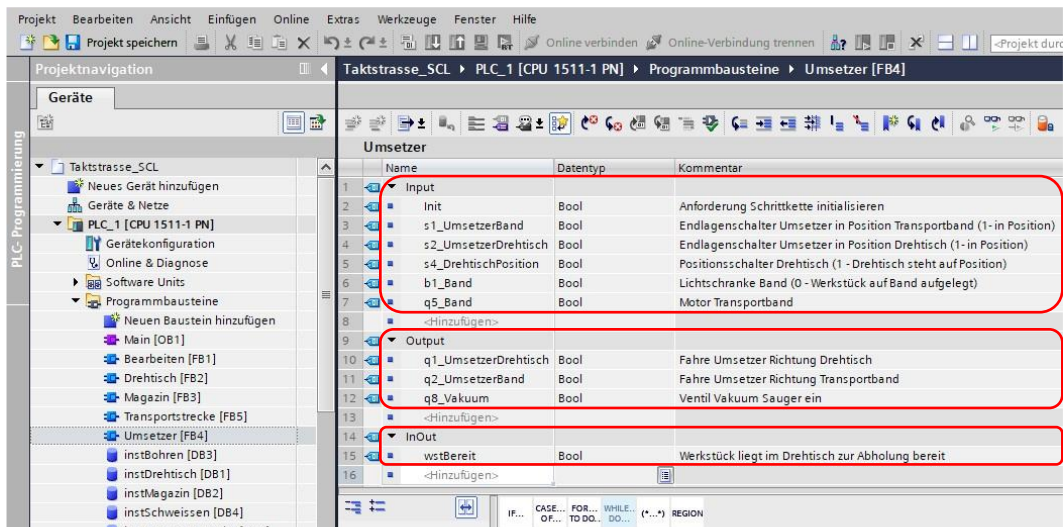 Projekt Bearbeiten Ansicht Einfügen Online Extras Werkzeuge Fenster Hilfe
Projekt speichern Online verbinden Online-Verbindung trennen <Projekt durc
Projektnavigation
Taktstrasse_SCL PLC_1 [CPU 1511-1 PN] Programmbausteine Umsetzer [FB4]
Geräte
PLC-Programmierung
Taktstrasse_SCL
Neues Gerät hinzufügen
Geräte & Netze
PLC_1 [CPU 1511-1 PN]
Gerätekonfiguration
Online & Diagnose
Software Units
Programmbausteine
Neuen Baustein hinzufügen
Main [OB1]
Bearbeiten [FB1]
Drehtisch [FB2]
Magazin [FB3]
Transportstrecke [FB5]
Umsetzer [FB4]
instBohren [DB3]
instDrehtisch [DB1]
instMagazin [DB2]
instSchweissen [DB4]
Umsetzer
Name Datentyp Kommentar
1 Input
2 Init Bool Anforderung Schrittkette initialisieren
3 s1_UmsetzerBand Bool Endlagenschalter Umsetzer in Position Transportband (1- in Position)
4 s2_UmsetzerDrehtisch Bool Endlagenschalter Umsetzer in Position Drehtisch (1- in Position)
5 s4_DrehtischPosition Bool Positionsschalter Drehtisch (1 - Drehtisch steht auf Position)
6 b1_Band Bool Lichtschranke Band (0 - Werkstück auf Band aufgelegt)
7 q5_Band Bool Motor Transportband
8 <Hinzufügen>
9 Output
10 q1_UmsetzerDrehtisch Bool Fahre Umsetzer Richtung Drehtisch
11 q2_UmsetzerBand Bool Fahre Umsetzer Richtung Transportband
12 q8_Vakuum Bool Ventil Vakuum Sauger ein
13 <Hinzufügen>
14 InOut
15 wstBereit Bool Werkstück liegt im Drehtisch zur Abholung bereit
16 <Hinzufügen>
IF... CASE... OF... FOR... TO DO.. WHILE.. DO... (*...*) REGION